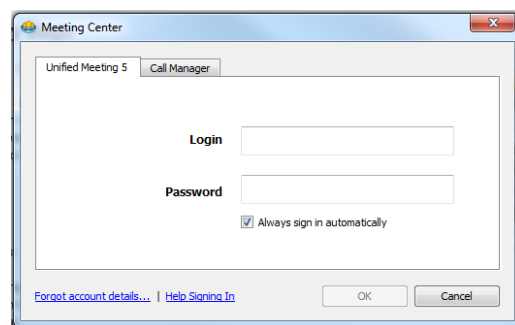 Meeting Center
Unified Meeting 5 Call Manager
Login
Password
Always sign in automatically
Forgot account details... | Help Signing In OK Cancel